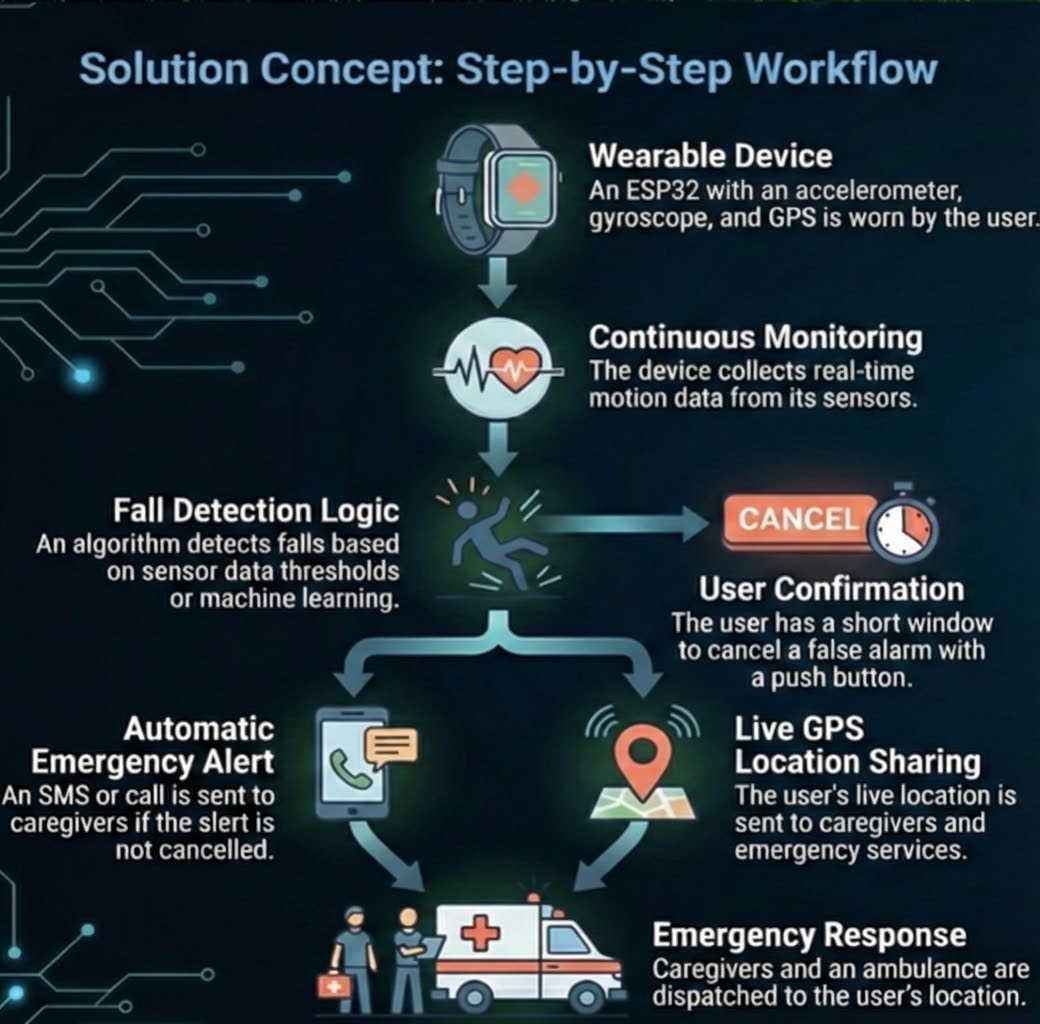 Solution Concept: Step-by-Step Workflow
Wearable Device
An ESP32 with an accelerometer,
gyroscope, and GPS is worn by the user.
Continuous Monitoring
The device collects real-time
motion data from its sensors.
Fall Detection Logic
An algorithm detects falls based
on sensor data thresholds
or machine learning.
CANCEL
User Confirmation
The user has a short window
to cancel a false alarm with
a push button.
Automatic
Emergency Alert
An SMS or call is sent to
caregivers if the slert is
not cancelled.
Live GPS
Location Sharing
The user's live location is
sent to caregivers and
emergency services.
Emergency Response
Caregivers and an ambulance are
dispatched to the user's location.